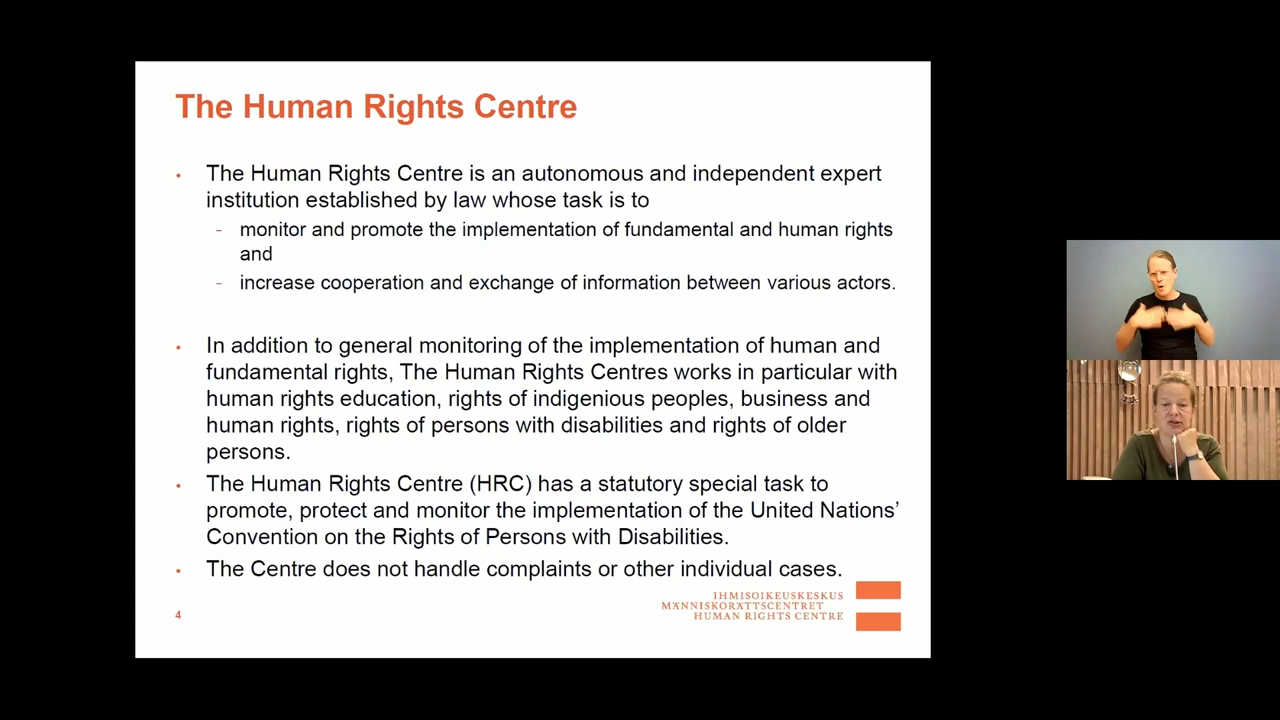 The Human Rights Centre
• The Human Rights Centre is an autonomous and independent expert
institution established by law whose task is to
- monitor and promote the implementation of fundamental and human rights
and
- increase cooperation and exchange of information between various actors.
• In addition to general monitoring of the implementation of human and
fundamental rights, The Human Rights Centres works in particular with
human rights education, rights of indigenious peoples, business and
human rights, rights of persons with disabilities and rights of older
persons.
• The Human Rights Centre (HRC) has a statutory special task to
promote, protect and monitor the implementation of the United Nations’
Convention on the Rights of Persons with Disabilities.
• The Centre does not handle complaints or other individual cases.
4
IHMISOIKEUSKESKUS
MÄNNISKORÄTTSCENTRET
HUMAN RIGHTS CENTRE